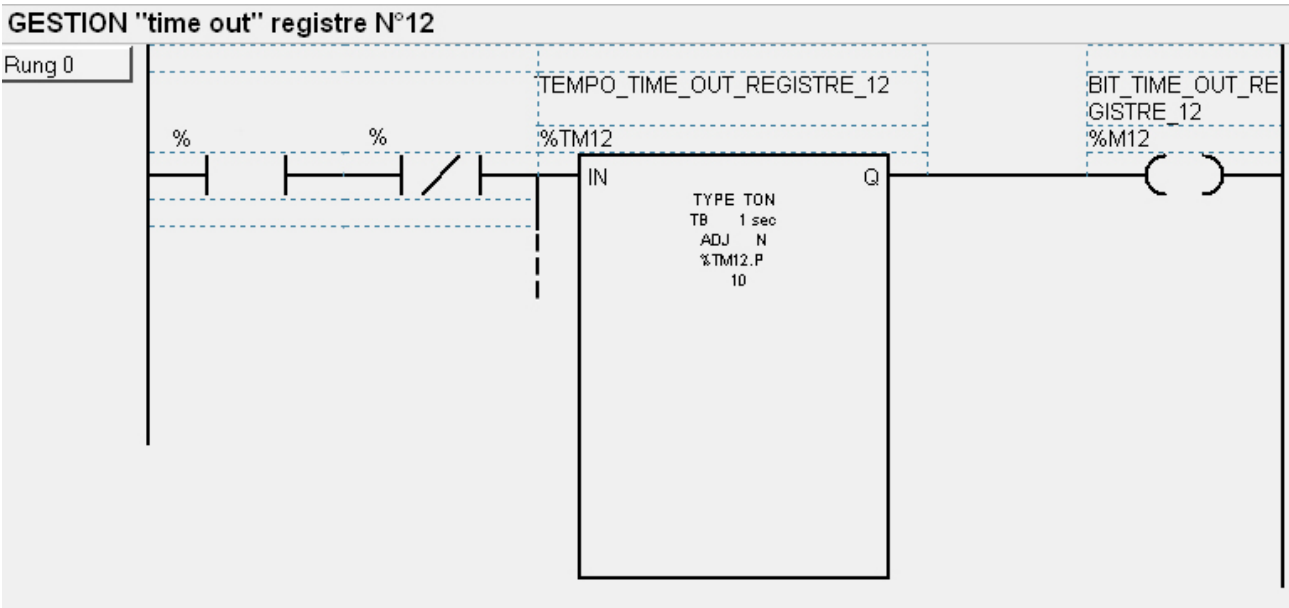 GESTION "time out" registre N°12
Rung 0
TEMPO_TIME_OUT_REGISTRE_12
BIT_TIME_OUT_RE
GISTRE_12
%
%
%TM12
%M12
IN
Q
TYPE TON
TB 1 sec
ADJ N
%TM12.P
10